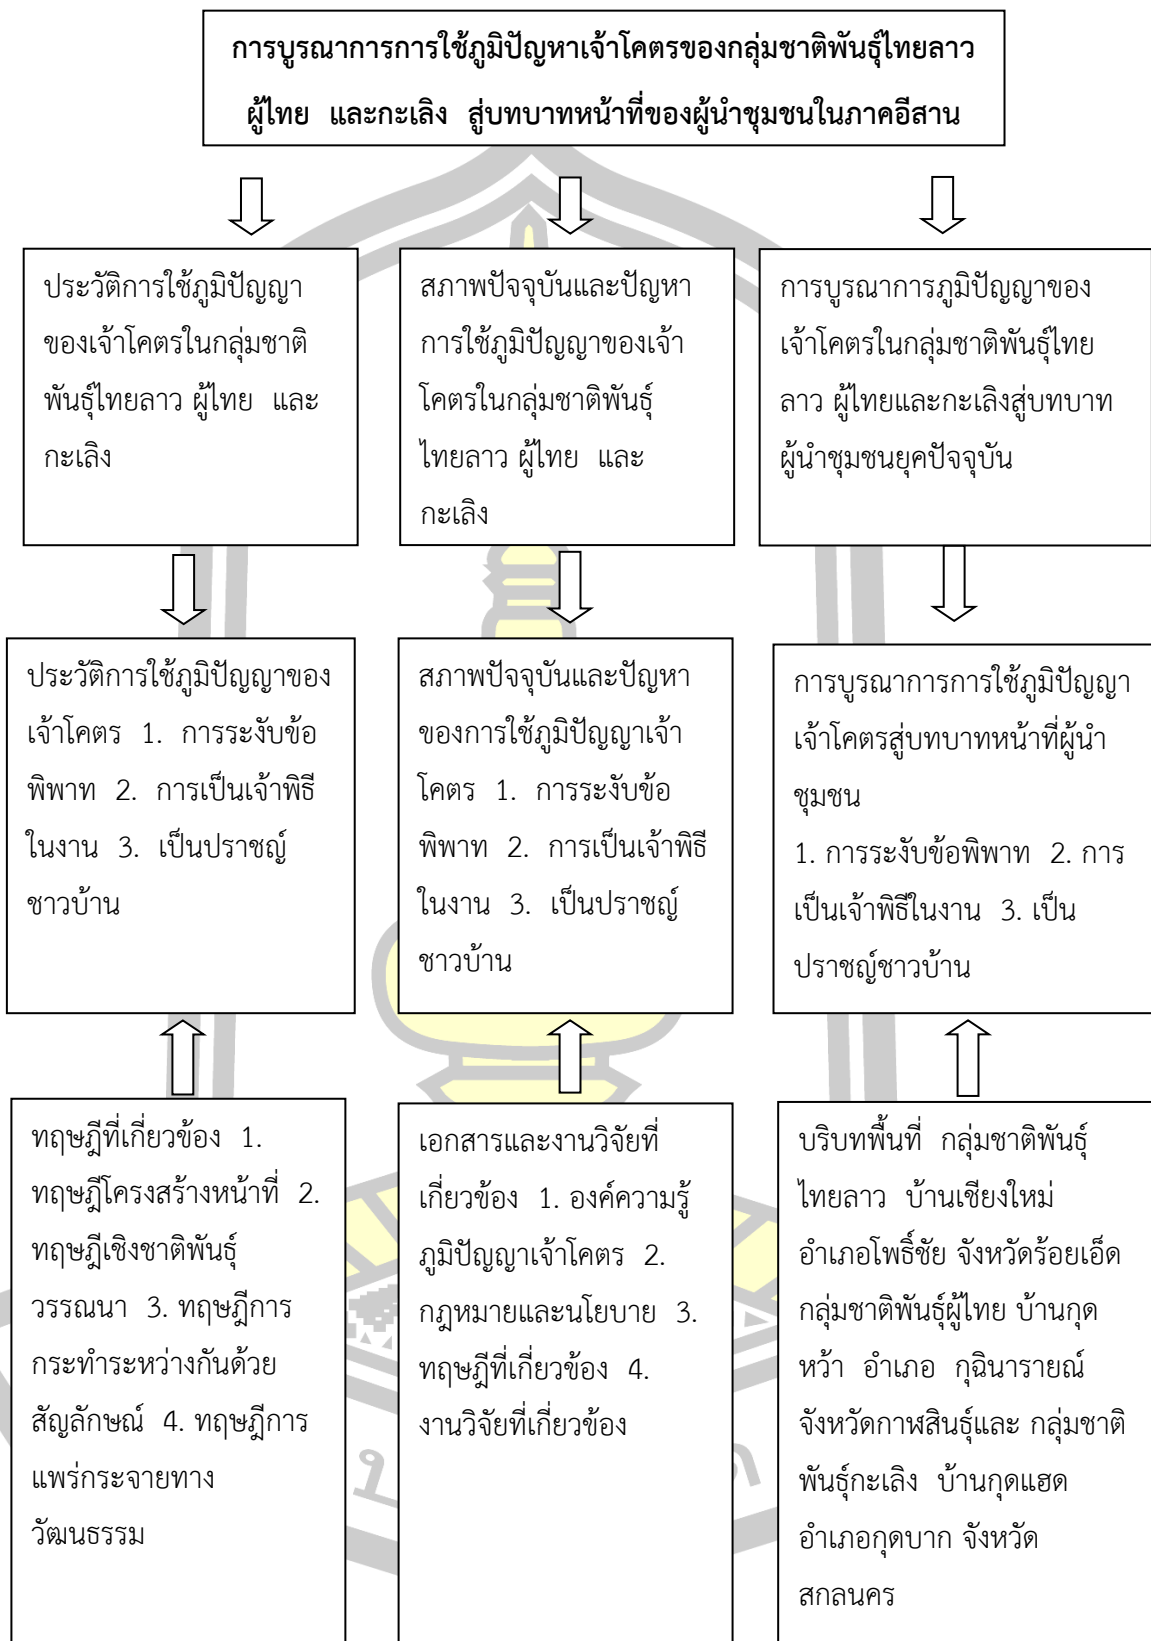 การบูรณาการการใช้ภูมิปัญหาเจ้าโคตรของกลุ่มชาติพันธุ์ไทยลาว
ผู้ไทย และกะเลิง สู่บทบาทหน้าที่ของผู้นำชุมชนในภาคอีสาน
ประวัติการใช้ภูมิปัญญา
ของเจ้าโคตรในกลุ่มชาติ
พันธุ์ไทยลาว ผู้ไทย และ
กะเลิง
สภาพปัจจุบันและปัญหา
การใช้ภูมิปัญญาของเจ้า
โคตรในกลุ่มชาติพันธุ์
ไทยลาว ผู้ไทย และ
กะเลิง
การบูรณาการภูมิปัญญาของ
เจ้าโคตรในกลุ่มชาติพันธุ์ไทย
ลาว ผู้ไทยและกะเลิงสู่บทบาท
ผู้นำชุมชนยุคปัจจุบัน
ประวัติการใช้ภูมิปัญญาของ
เจ้าโคตร 1. การระงับข้อ
พิพาท 2. การเป็นเจ้าพิธี
ในงาน 3. เป็นปราชญ์
ชาวบ้าน
สภาพปัจจุบันและปัญหา
ของการใช้ภูมิปัญญาเจ้า
โคตร 1. การระงับข้อ
พิพาท 2. การเป็นเจ้าพิธี
ในงาน 3. เป็นปราชญ์
ชาวบ้าน
การบูรณาการการใช้ภูมิปัญญา
เจ้าโคตรสู่บทบาทหน้าที่ผู้นำ
ชุมชน
1. การระงับข้อพิพาท 2. การ
เป็นเจ้าพิธีในงาน 3. เป็น
ปราชญ์ชาวบ้าน
ทฤษฎีที่เกี่ยวข้อง 1.
ทฤษฎีโครงสร้างหน้าที่ 2.
ทฤษฎีเชิงชาติพันธุ์
วรรณนา 3. ทฤษฎีการ
กระทำระหว่างกันด้วย
สัญลักษณ์ 4. ทฤษฎีการ
แพร่กระจายทาง
วัฒนธรรม
เอกสารและงานวิจัยที่
เกี่ยวข้อง 1. องค์ความรู้
ภูมิปัญญาเจ้าโคตร 2.
กฎหมายและนโยบาย 3.
ทฤษฎีที่เกี่ยวข้อง 4.
งานวิจัยที่เกี่ยวข้อง
บริบทพื้นที่ กลุ่มชาติพันธุ์
ไทยลาว บ้านเชียงใหม่
อำเภอโพธิ์ชัย จังหวัดร้อยเอ็ด
กลุ่มชาติพันธุ์ผู้ไทย บ้านกุด
หว้า อำเภอ กุฉินารายณ์
จังหวัดกาฬสินธุ์และ กลุ่มชาติ
พันธุ์กะเลิง บ้านกุดแฮด
อำเภอกุดบาก จังหวัด
สกลนคร